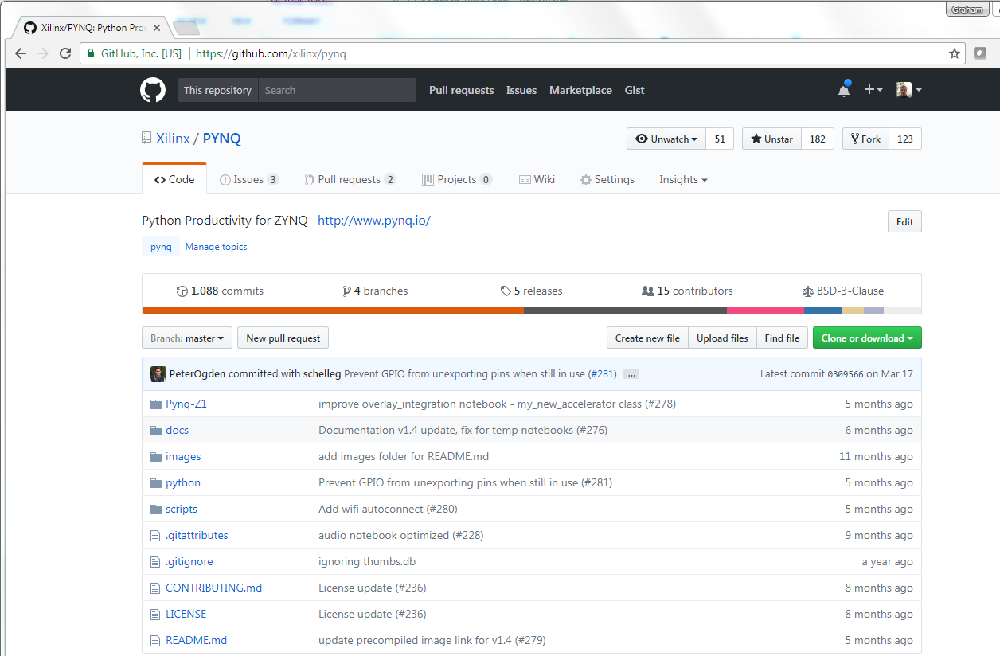 Graham
Xilinx/PYNQ: Python Pro
GitHub, Inc. [US] https://github.com/xilinx/pynq
This repository Search Pull requests Issues Marketplace Gist
Xilinx / PYNQ Unwatch 51 Unstar 182 Fork 123
Code Issues 3 Pull requests 2 Projects 0 Wiki Settings Insights
Python Productivity for ZYNQ http://www.pynq.io/ Edit
pynq Manage topics
1,088 commits 4 branches 5 releases 15 contributors BSD-3-Clause
Branch: master New pull request Create new file Upload files Find file Clone or download
PeterOgden committed with schelleg Prevent GPIO from unexporting pins when still in use (#281) ... Latest commit 0309566 on Mar 17
Pynq-Z1 improve overlay_integration notebook - my_new_accelerator class (#278) 5 months ago
docs Documentation v1.4 update, fix for temp notebooks (#276) 6 months ago
images add images folder for README.md 11 months ago
python Prevent GPIO from unexporting pins when still in use (#281) 5 months ago
scripts Add wifi autoconnect (#280) 5 months ago
.gitattributes audio notebook optimized (#228) 9 months ago
.gitignore ignoring thumbs.db a year ago
CONTRIBUTING.md License update (#236) 8 months ago
LICENSE License update (#236) 8 months ago
README.md update precompiled image link for v1.4 (#279) 5 months ago